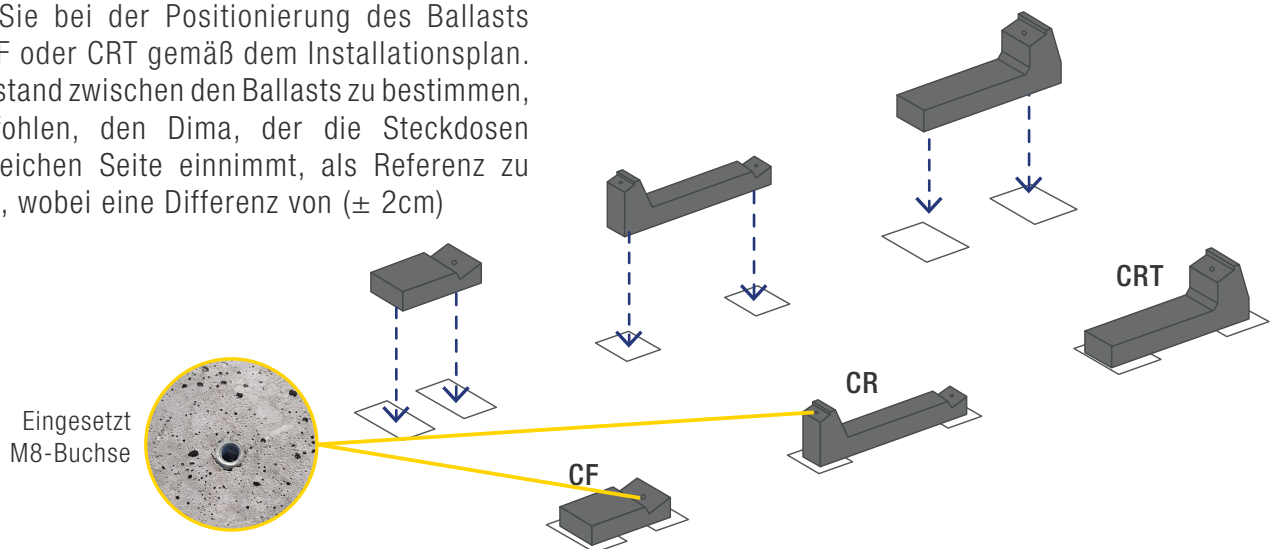 Sie bei der Positionierung des Ballasts
F oder CRT gemäß dem Installationsplan.
stand zwischen den Ballasts zu bestimmen,
fohlen, den Dima, der die Steckdosen
eichen Seite einnimmt, als Referenz zu
, wobei eine Differenz von (± 2cm)
CRT
CR
Eingesetzt
M8-Buchse
CF